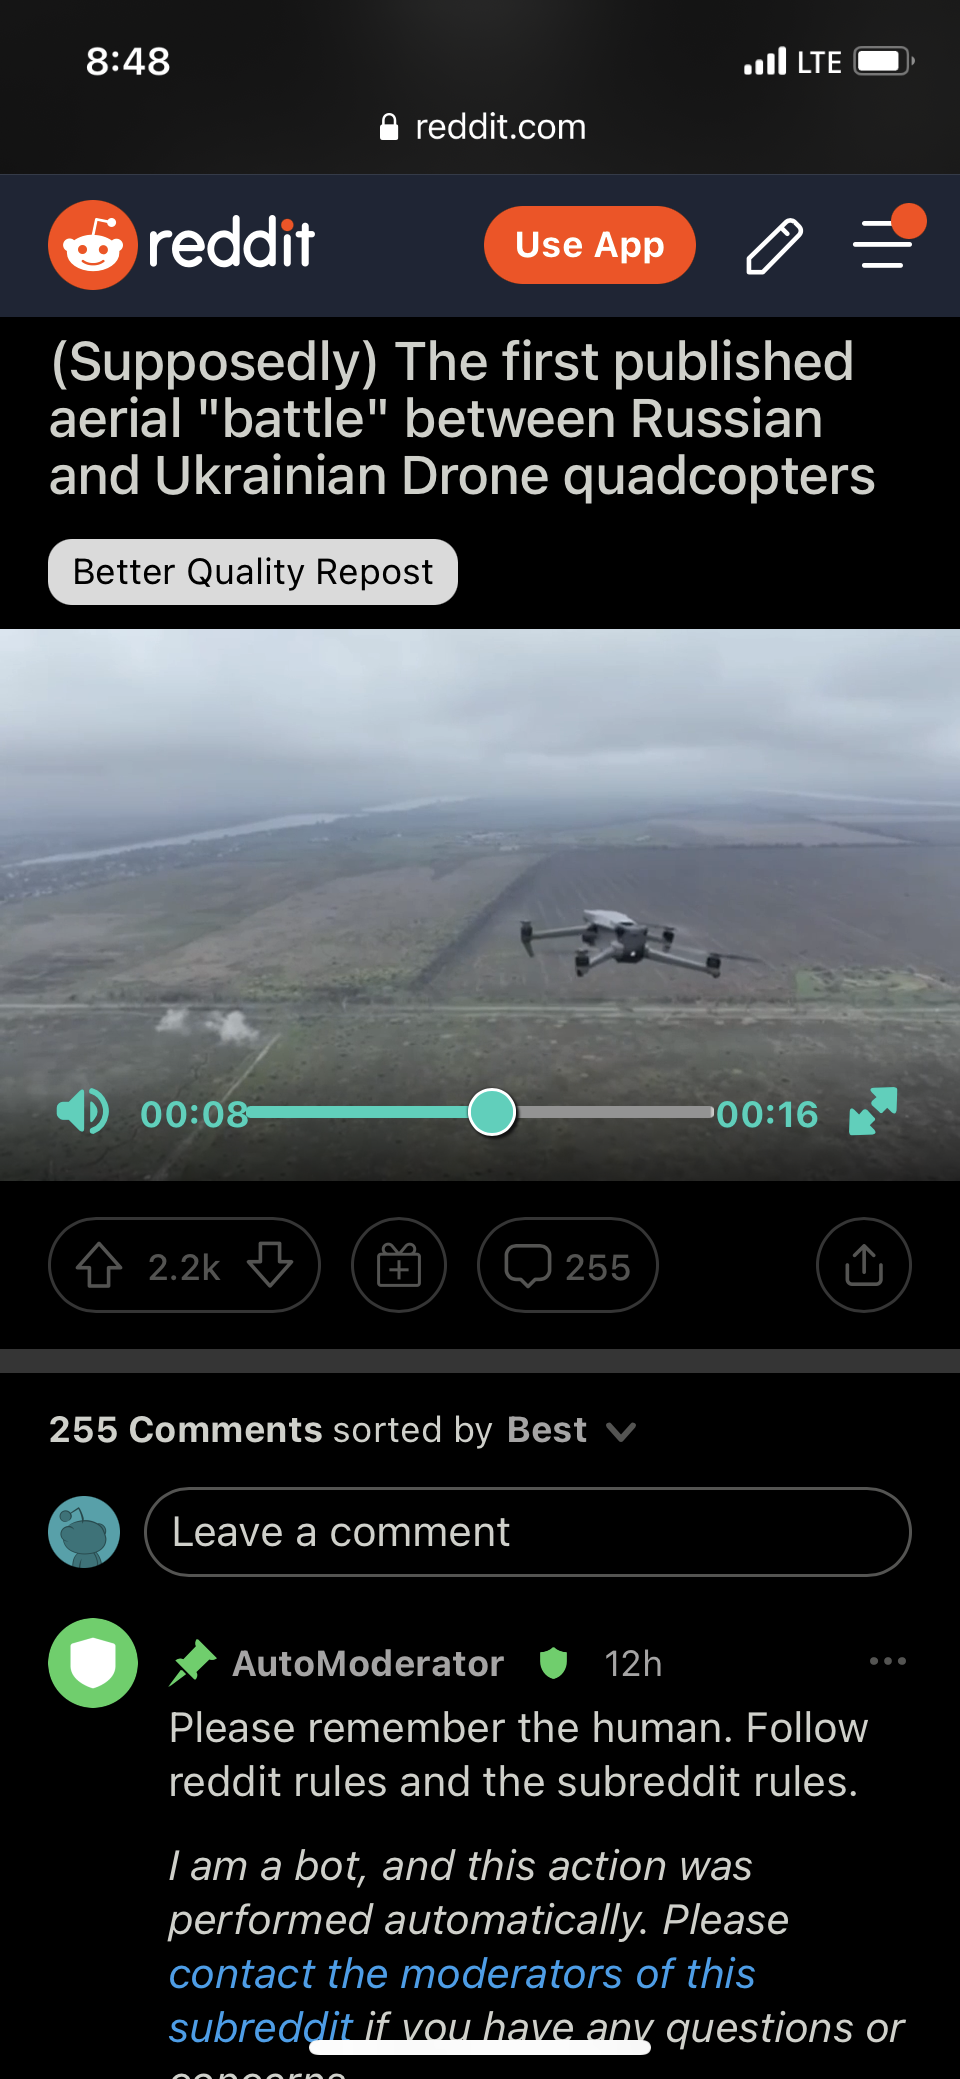 8:48
LTE
reddit.com
reddit
Use App
(Supposedly) The first published
aerial "battle" between Russian
and Ukrainian Drone quadcopters
Better Quality Repost
00:08
00:16
2.2k
255
255 Comments sorted by Best
Leave a comment
AutoModerator 12h
Please remember the human. Follow
reddit rules and the subreddit rules.
I am a bot, and this action was
performed automatically. Please
contact the moderators of this
subreddit if you have any questions or